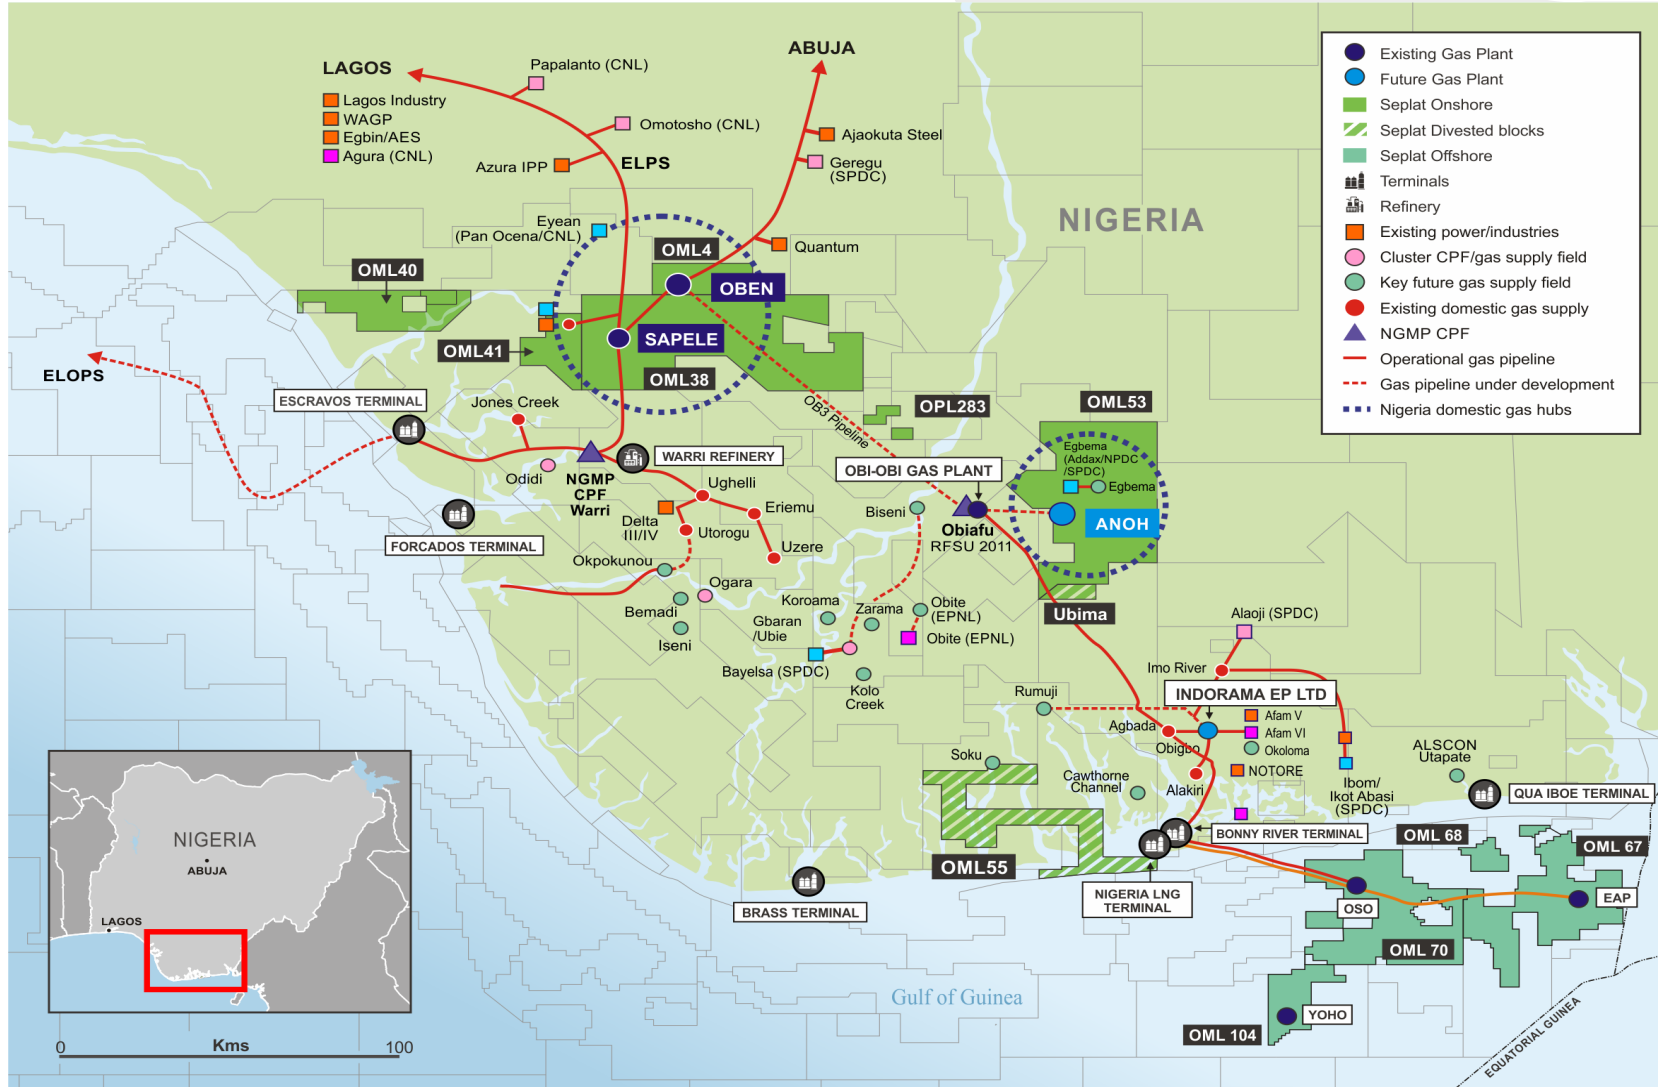 LAGOS
Lagos Industry
WAGP
Egbin/AES
Agura (CNL)
Papalanto (CNL)
Omotosho (CNL)
Azura IPP
ELPS
ABUJA
Ajaokuta Steel
Geregu
(SPDC)
Quantum
NIGERIA
Existing Gas Plant
Future Gas Plant
Seplat Onshore
Seplat Divested blocks
Seplat Offshore
Terminals
Refinery
Existing power/industries
Cluster CPF/gas supply field
Key future gas supply field
Existing domestic gas supply
NGMP CPF
Operational gas pipeline
Gas pipeline under development
Nigeria domestic gas hubs
Eyean
(Pan Ocena/CNL)
OML4
OBEN
OML40
SAPELE
OML41
OML38
ELOPS
ESCRAVOS TERMINAL
Jones Creek
OB3 Pipeline
OPL283
OML53
Egbema
(Addax/NPDC
/SPDC)
Egbema
ANOH
OBI-OBI GAS PLANT
Obiafu
RFSU 2011
WARRI REFINERY
Odidi
NGMP
CPF
Warri
Ughelli
Delta
III/IV
Eriemu
Utorogu
Uzere
Biseni
FORCADOS TERMINAL
Okpokunou
Ogara
Bemadi
Iseni
Koroama
Gbaran
/Ubie
Zarama
Obite
(EPNL)
Obite (EPNL)
Bayelsa (SPDC)
Kolo
Creek
Ubima
Alaoji (SPDC)
Imo River
INDORAMA EP LTD
Rumuji
Agbada
Obigbo
Afam V
Afam VI
Okoloma
NOTORE
Soku
Cawthorne
Channel
Alakiri
Ibom/
Ikot Abasi
(SPDC)
ALSCON
Utapate
QUA IBOE TERMINAL
BONNY RIVER TERMINAL
OML 68
OML 67
OML55
NIGERIA LNG
TERMINAL
BRASS TERMINAL
OSO
EAP
OML 70
YOHO
OML 104
Gulf of Guinea
EQUATORIAL GUINEA
NIGERIA
ABUJA
LAGOS
0 Kms 100